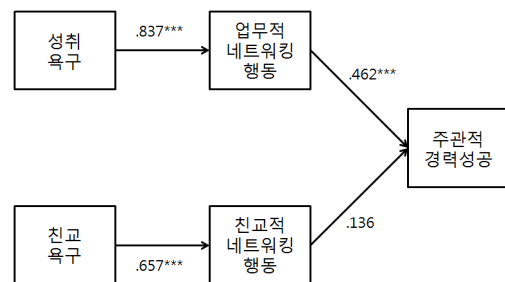 성취
욕구
.837***
업무적
네트워킹
행동
.462***
주관적
경력성공
친교
욕구
.657***
친교적
네트워킹
행동
.136